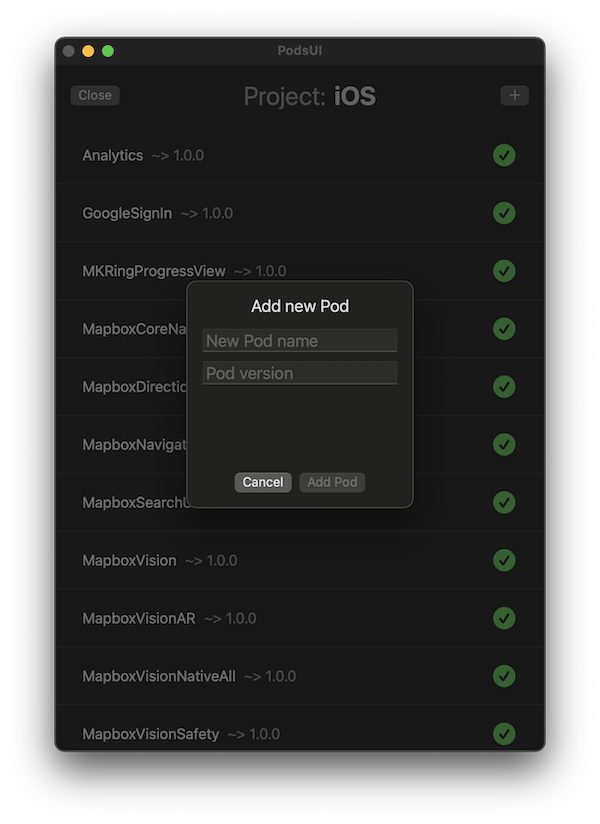 PodsUI
Close
Project: iOS
+
Analytics ~> 1.0.0
GoogleSignIn ~> 1.0.0
MKRingProgressView ~> 1.0.0
Add new Pod
MapboxCoreNa
New Pod name
Pod version
MapboxDirectio
MapboxNavigat
Cancel
Add Pod
MapboxSearchU
MapboxVision ~> 1.0.0
MapboxVisionAR ~> 1.0.0
MapboxVisionNativeAll ~> 1.0.0
MapboxVisionSafety ~> 1.0.0